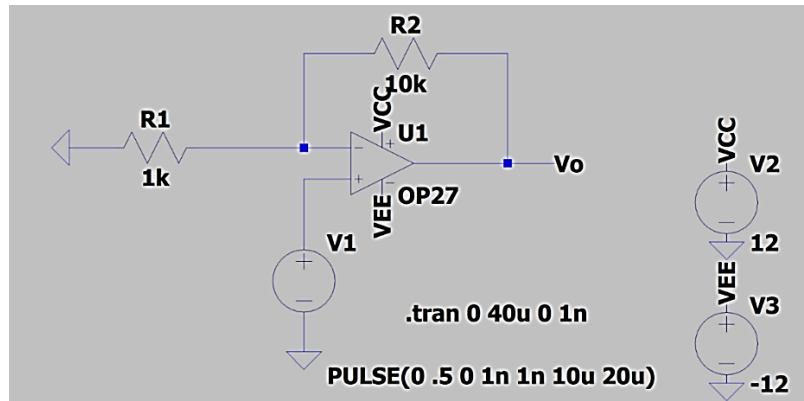 R2
10k
VCC
U1
R1
1k
Vo
OP27
VEE
V1
VCC
V2
12
VEE
V3
-12
.tran 0 40u 0 1n
PULSE(0 .5 0 1n 1n 10u 20u)